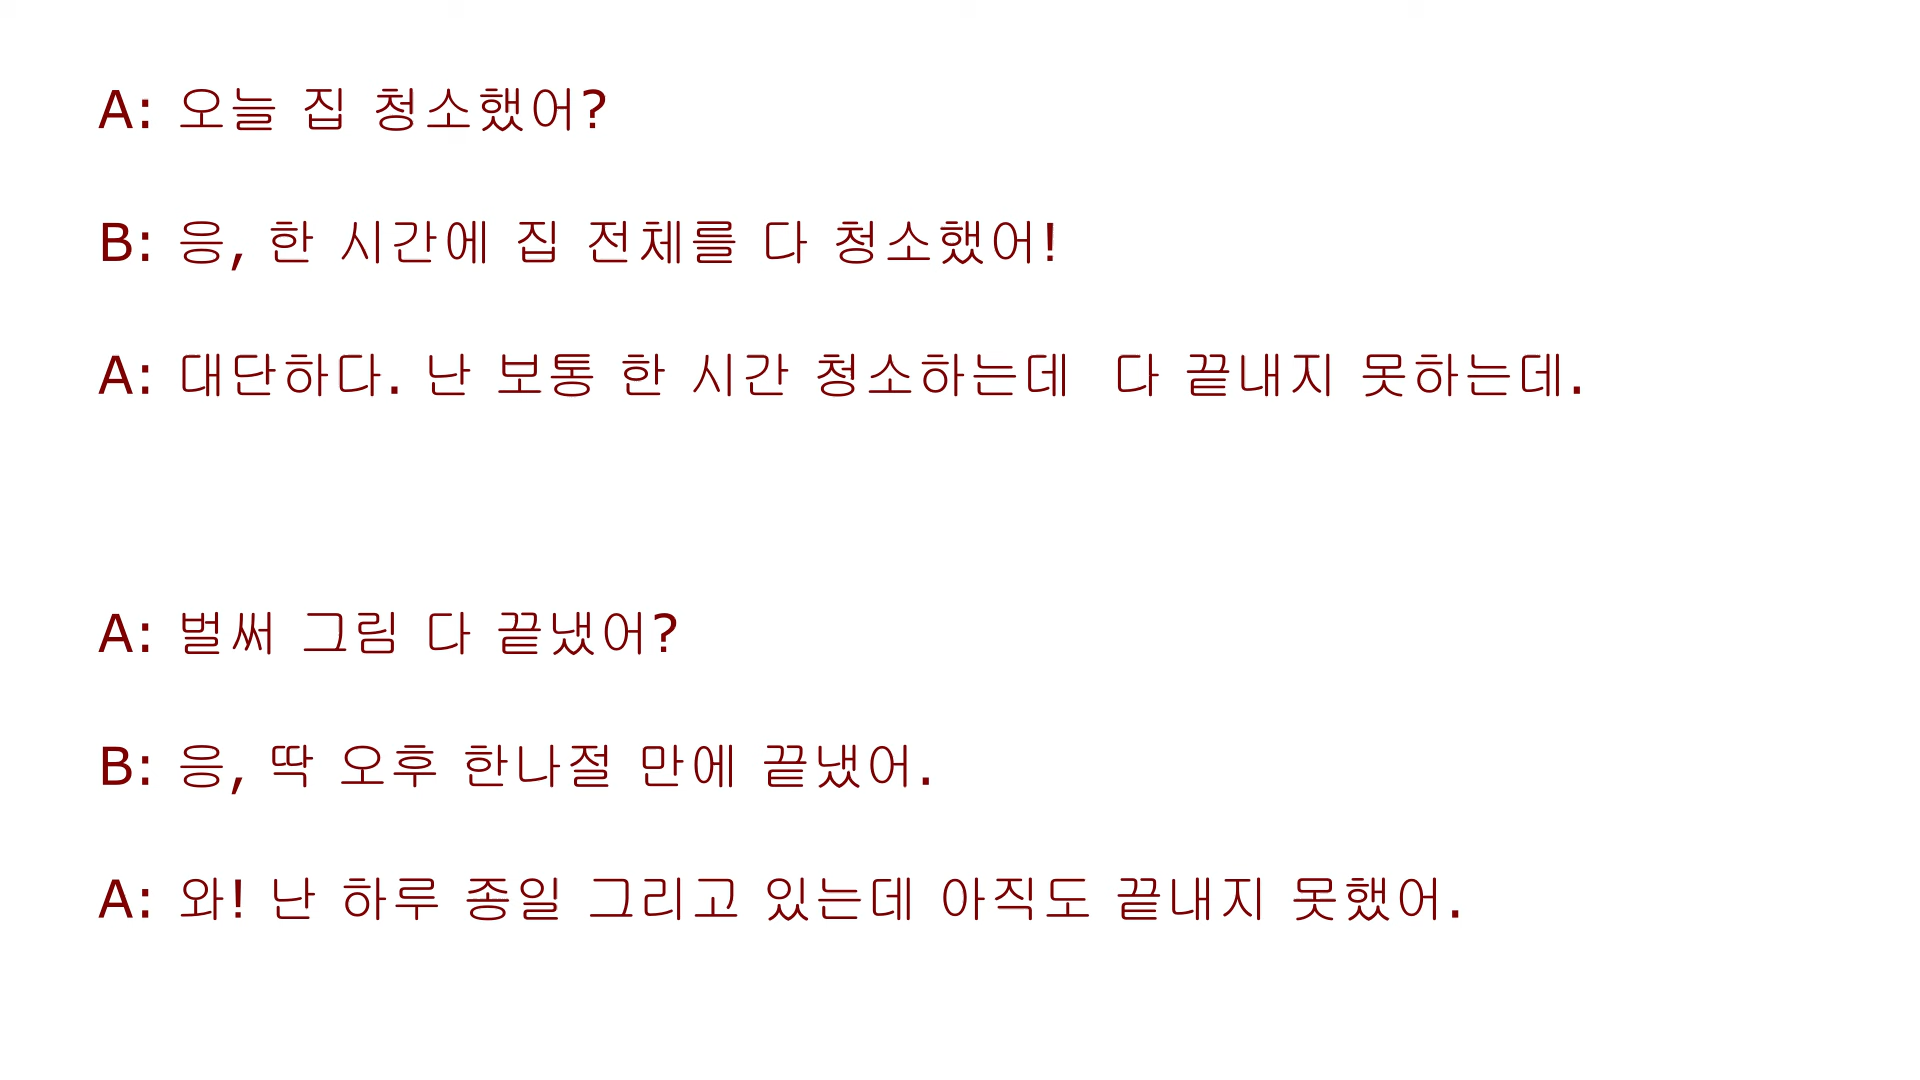 A: 오늘 집 청소했어?
B: 응, 한 시간에 집 전체를 다 청소했어!
A: 대단하다. 난 보통 한 시간 청소하는데  다 끝내지 못하는데.
A: 벌써 그림 다 끝냈어?
B: 응, 딱 오후 한나절 만에 끝냈어.
A: 와! 난 하루 종일 그리고 있는데 아직도 끝내지 못했어.